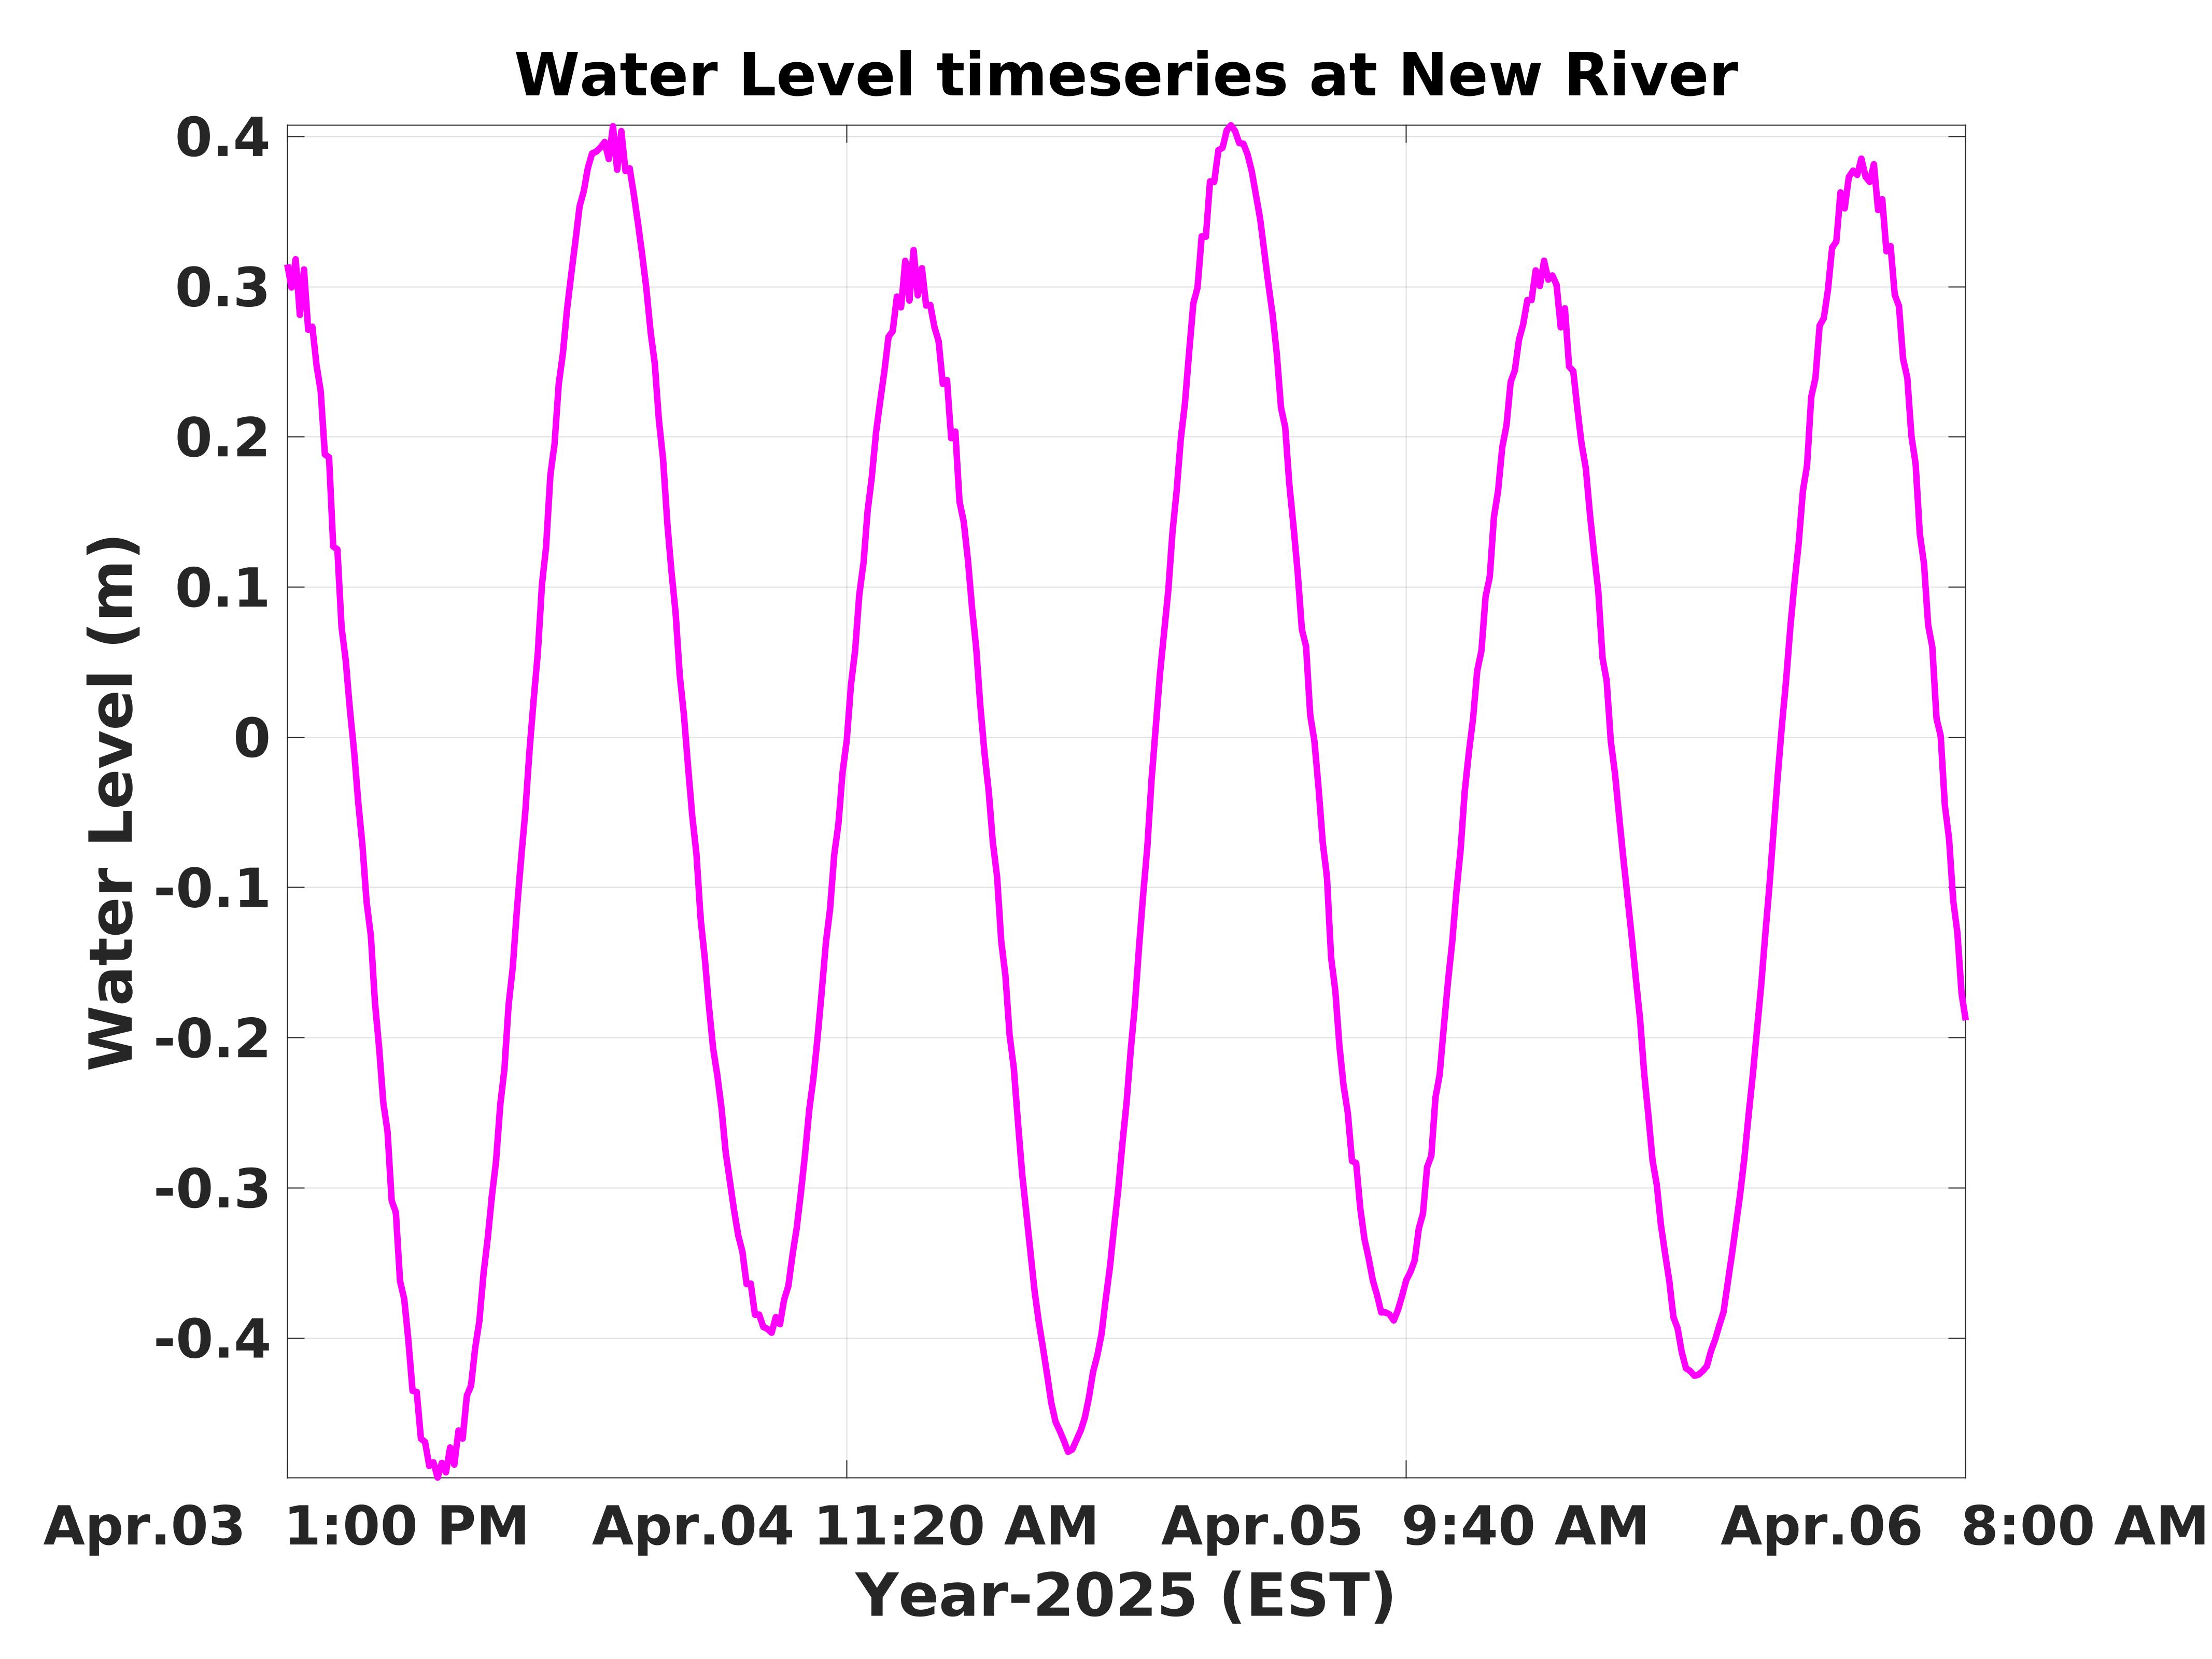 Water Level timeseries at New River
0.4
0.3
0.2
0.1
0
-0.1
-0.2
-0.3
-0.4
Water Level (m)
Apr.03  1:00 PM Apr.04 11:20 AM Apr.05  9:40 AM Apr.06  8:00 AM
Year-2025 (EST)